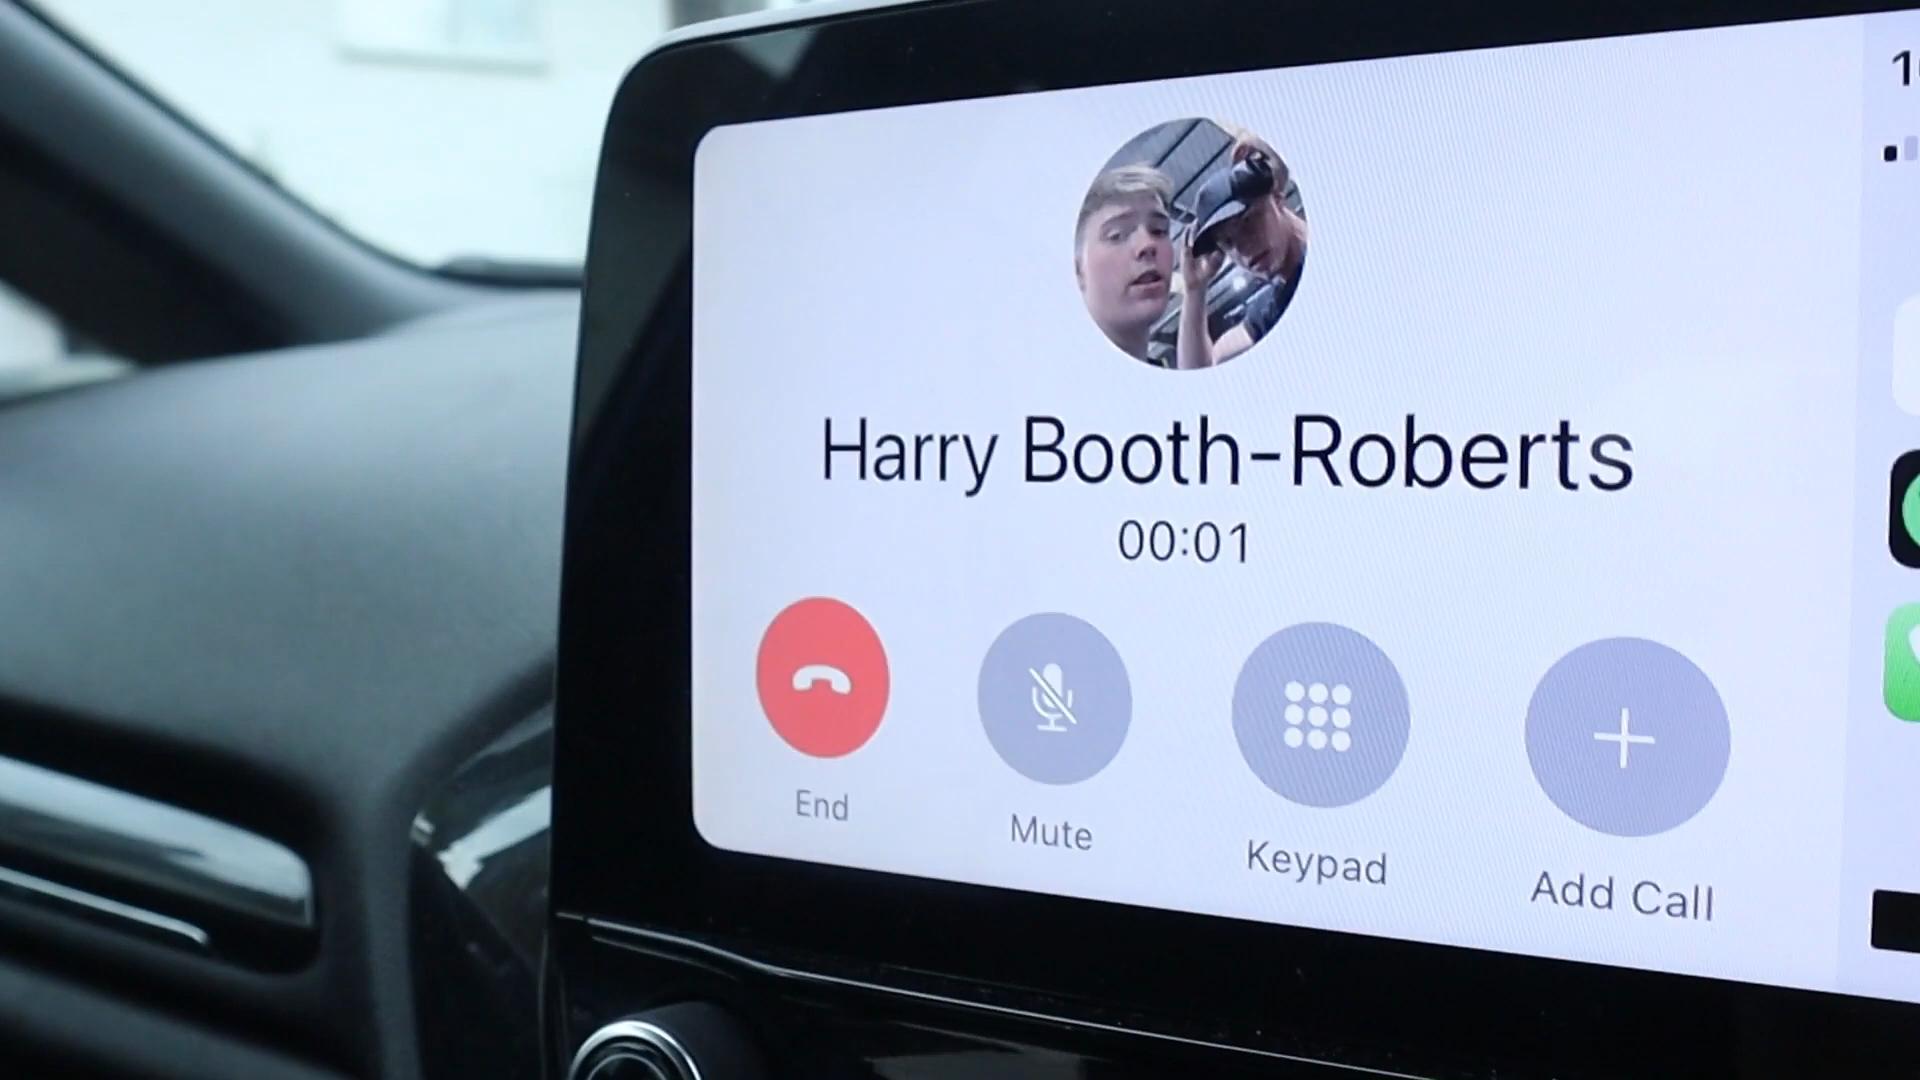 Harry Booth-Roberts
00:01
End
Mute
Keypad
Add Call